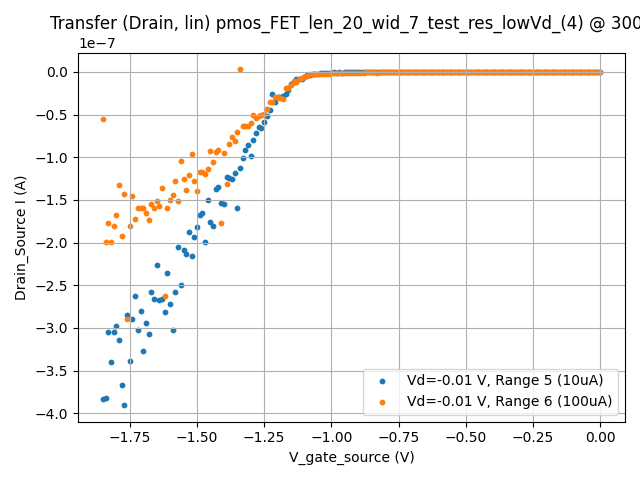 Transfer (Drain, lin) pmos_FET_len_20_wid_7_test_res_lowVd_(4) @ 300
1e−7
0.0
−0.5
−1.0
−1.5
−2.0
−2.5
−3.0
−3.5
−4.0
Drain_Source I (A)
Vd=-0.01 V, Range 5 (10uA)
Vd=-0.01 V, Range 6 (100uA)
−1.75 −1.50 −1.25 −1.00 −0.75 −0.50 −0.25 0.00
V_gate_source (V)